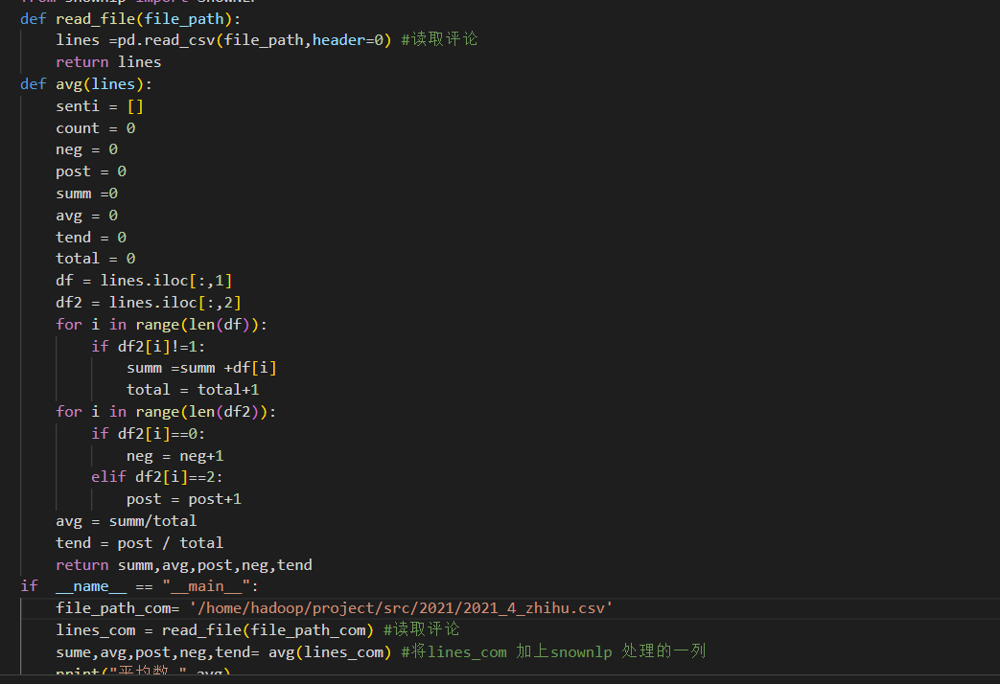 from snownlp import SnowNLP
def read_file(file_path):
    lines =pd.read_csv(file_path,header=0) #读取评论
    return lines
def avg(lines):
    senti = []
    count = 0
    neg = 0
    post = 0
    summ =0
    avg = 0
    tend = 0
    total = 0
    df = lines.iloc[:,1]
    df2 = lines.iloc[:,2]
    for i in range(len(df)):
        if df2[i]!=1:
            summ =summ +df[i]
            total = total+1
    for i in range(len(df2)):
        if df2[i]==0:
            neg = neg+1
        elif df2[i]==2:
            post = post+1
    avg = summ/total
    tend = post / total
    return summ,avg,post,neg,tend
if  __name__ == "__main__":
    file_path_com= '/home/hadoop/project/src/2021/2021_4_zhihu.csv'
    lines_com = read_file(file_path_com) #读取评论
    sume,avg,post,neg,tend= avg(lines_com) #将lines_com 加上snownlp 处理的一列
    print("平均数 " avg)